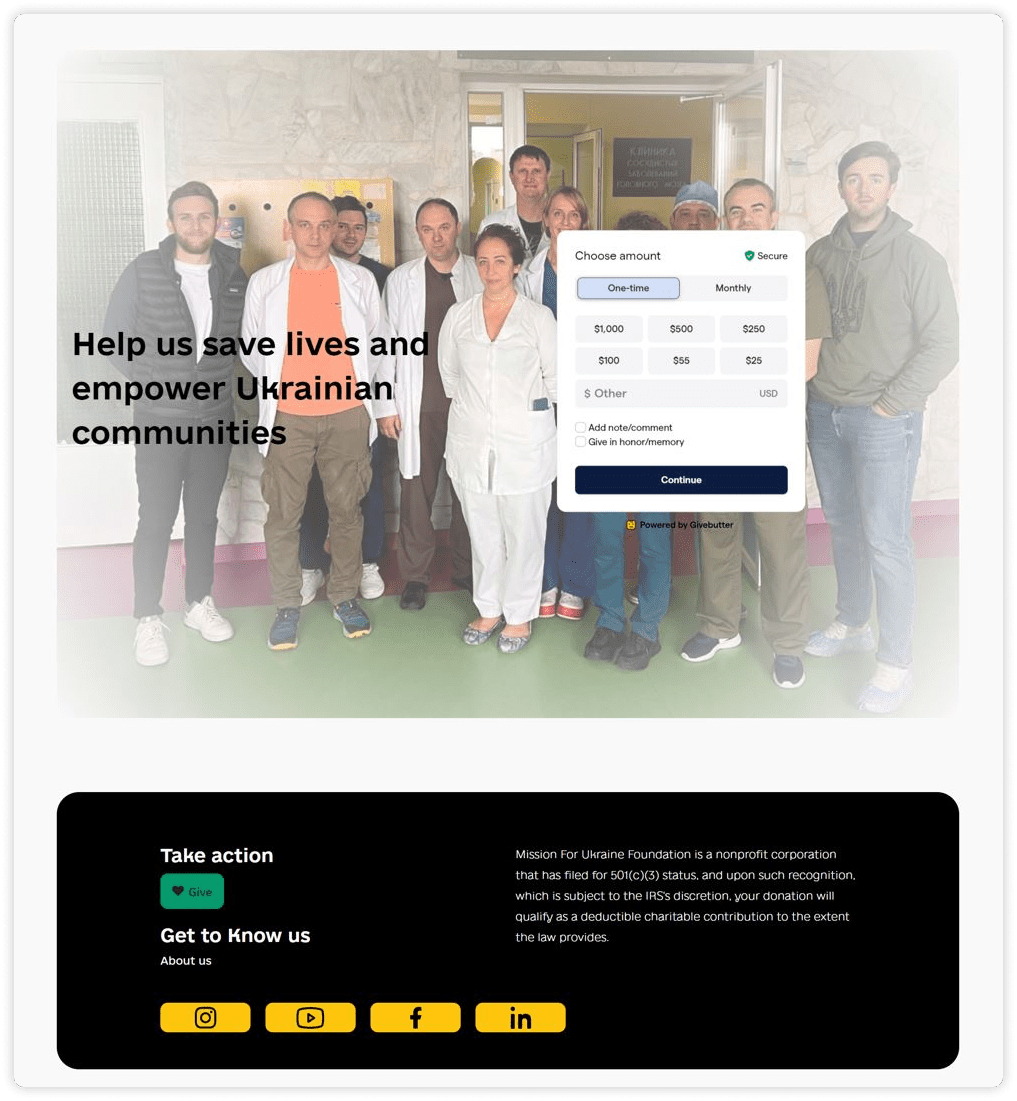 КЛИНИКА
СОСУДИСТЫХ
ЗАБОЛЕВАНИЙ
ГОЛОВНОГО МОЗГА
Help us save lives and
empower Ukrainian
communities
Choose amount
Secure
One-time Monthly
$1,000 $500 $250
$100 $55 $25
$ Other USD
Add note/comment
Give in honor/memory
Continue
Powered by Givebutter
Take action
Give
Get to Know us
About us
Mission For Ukraine Foundation is a nonprofit corporation
that has filed for 501(c)(3) status, and upon such recognition,
which is subject to the IRS's discretion, your donation will
qualify as a deductible charitable contribution to the extent
the law provides.